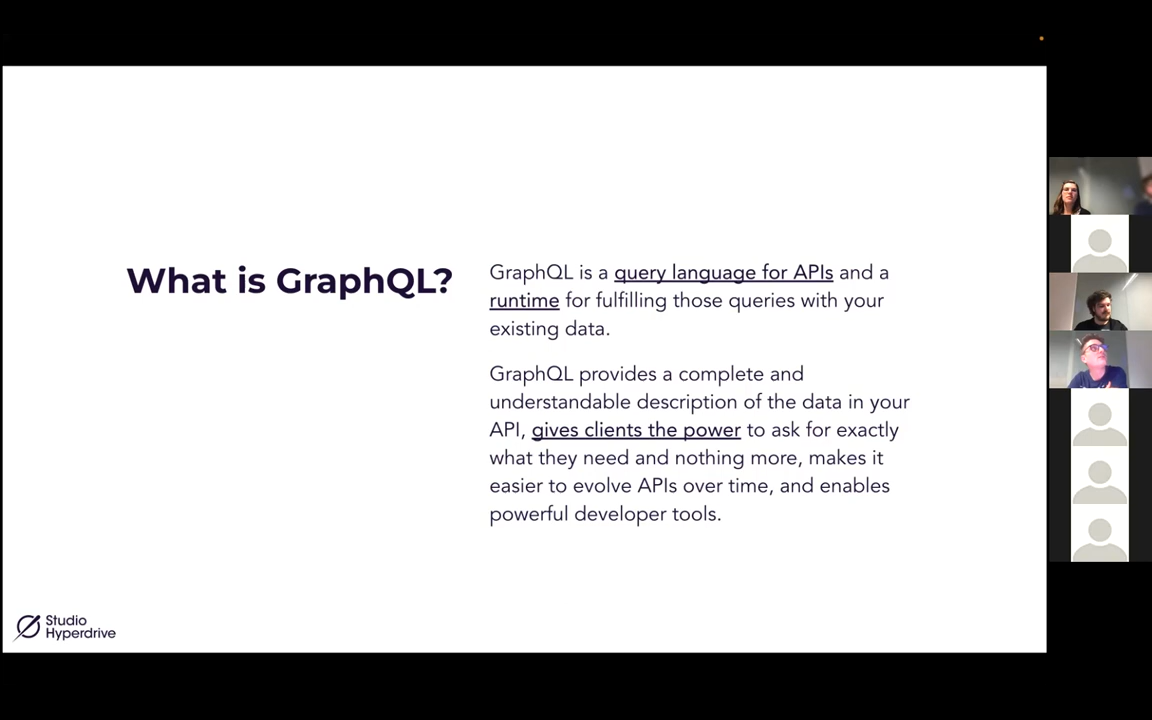 What is GraphQL?
GraphQL is a query language for APIs and a
runtime for fulfilling those queries with your
existing data.
GraphQL provides a complete and
understandable description of the data in your
API, gives clients the power to ask for exactly
what they need and nothing more, makes it
easier to evolve APIs over time, and enables
powerful developer tools.
Studio
Hyperdrive